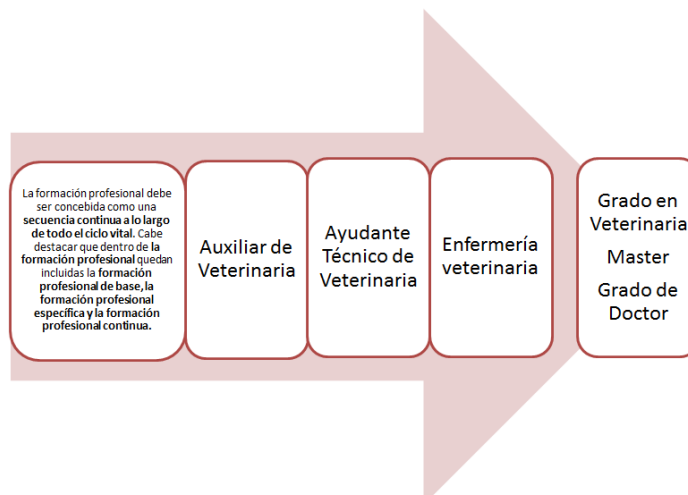 La formación profesional debe
ser concebida como una
secuencia continua a lo largo
de todo el ciclo vital. Cabe
destacar que dentro de la
formación profesional quedan
incluidas la formación
profesional de base, la
formación profesional
específica y la formación
profesional continua.
Auxiliar de
Veterinaria
Ayudante
Técnico de
Veterinaria
Enfermería
veterinaria
Grado en
Veterinaria
Master
Grado de
Doctor